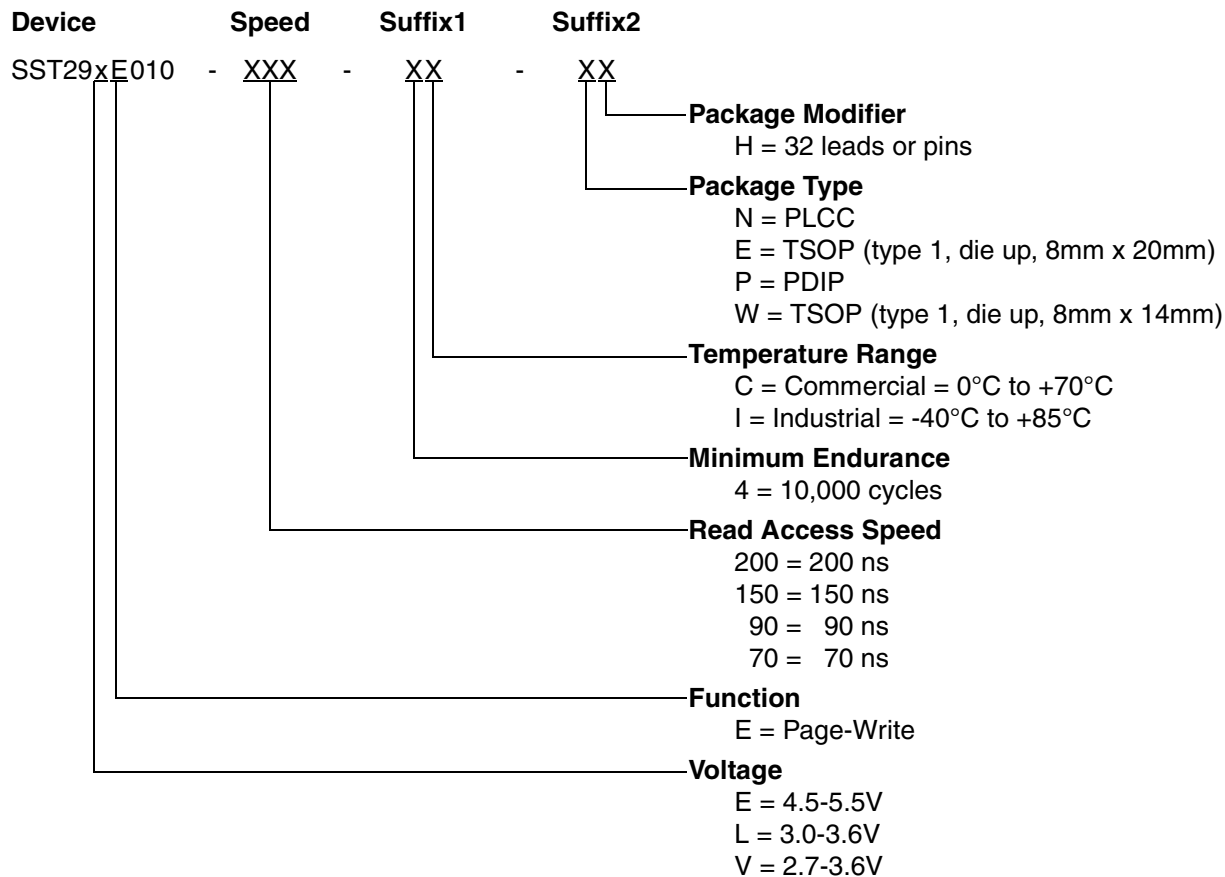 Device Speed Suffix1 Suffix2
SST29xE010 - XXX - XX - XX
Package Modifier
H = 32 leads or pins
Package Type
N = PLCC
E = TSOP (type 1, die up, 8mm x 20mm)
P = PDIP
W = TSOP (type 1, die up, 8mm x 14mm)
Temperature Range
C = Commercial = 0°C to +70°C
I = Industrial = -40°C to +85°C
Minimum Endurance
4 = 10,000 cycles
Read Access Speed
200 = 200 ns
150 = 150 ns
90 = 90 ns
70 = 70 ns
Function
E = Page-Write
Voltage
E = 4.5-5.5V
L = 3.0-3.6V
V = 2.7-3.6V